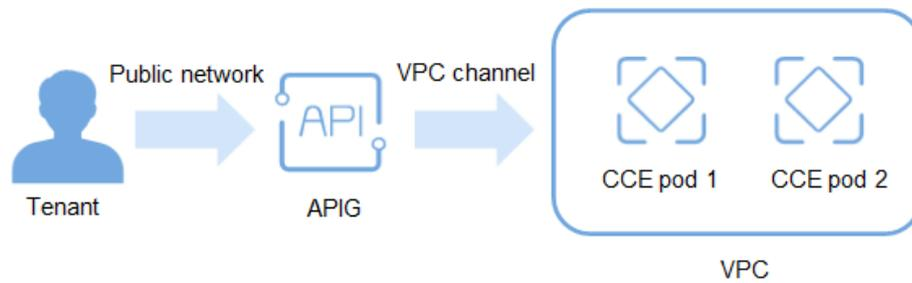 Public network
VPC channel
API
Tenant
APIG
CCE pod 1
CCE pod 2
VPC